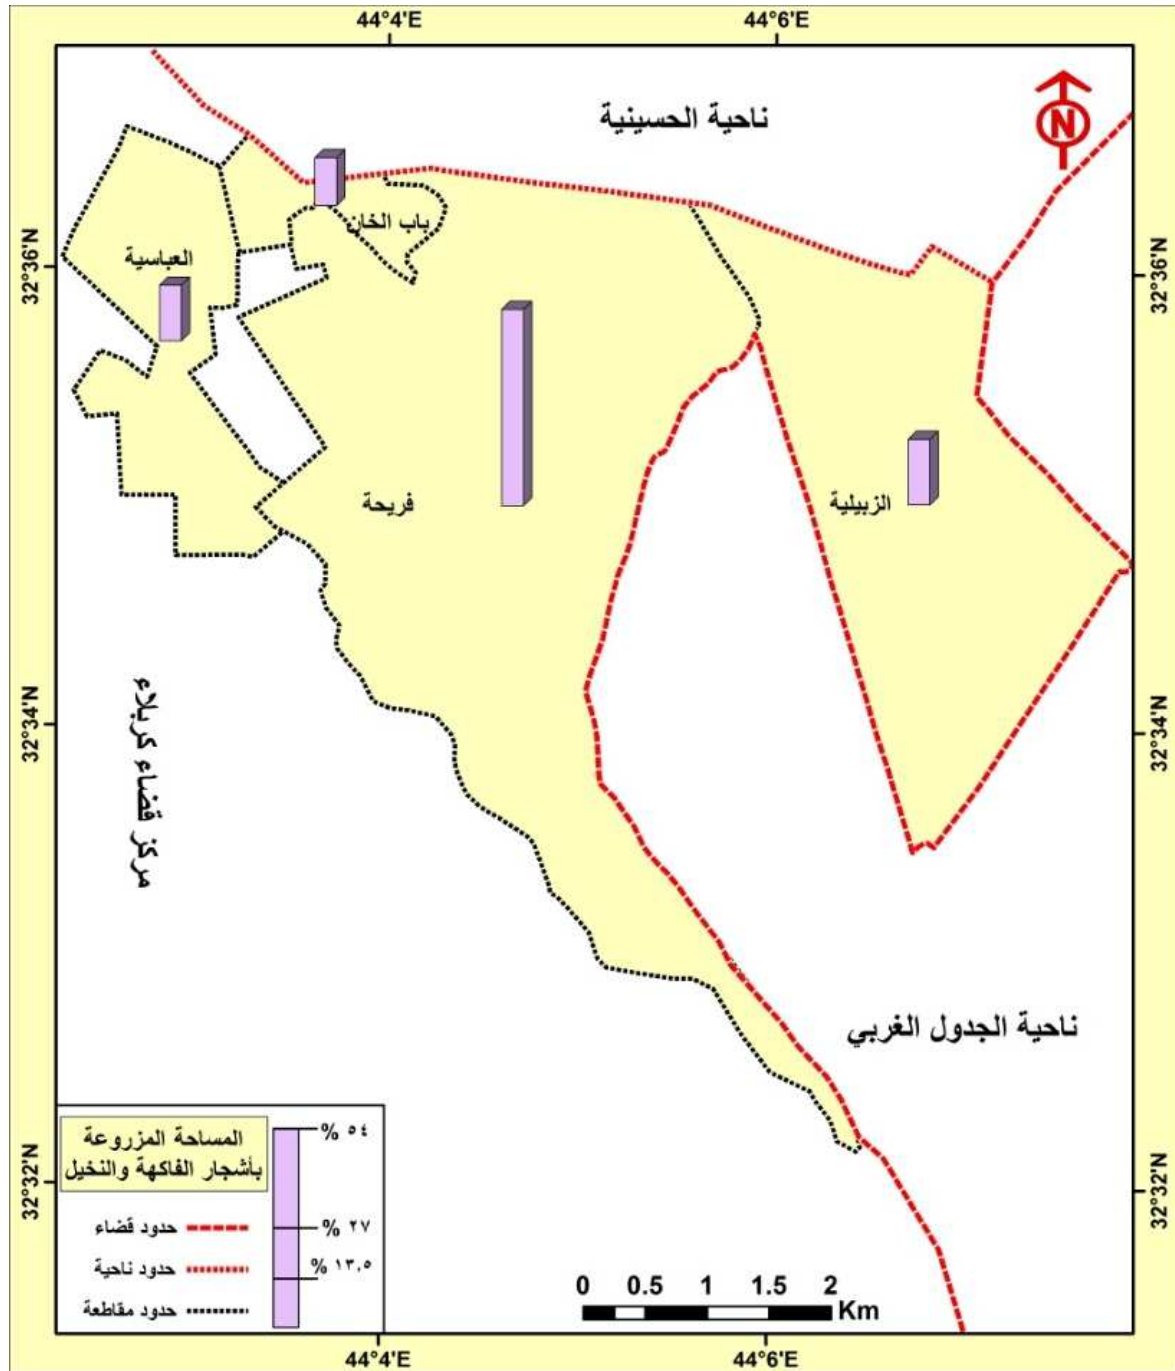 44°4'E
44°6'E
ناحية الحسينية
N
باب الخان
العباسية
32°36'N
32°36'N
فريحة
الزبيلية
32°34'N
32°34'N
مركز قضاء كربلاء
ناحية الجدول الغربي
المساحة المزروعة
بأشجار الفاكهة والنخيل
% ٥٤
% ٢٧
% ١٣,٥
حدود قضاء
حدود ناحية
حدود مقاطعة
32°32'N
32°32'N
0 0.5 1 1.5 2
Km
44°4'E
44°6'E